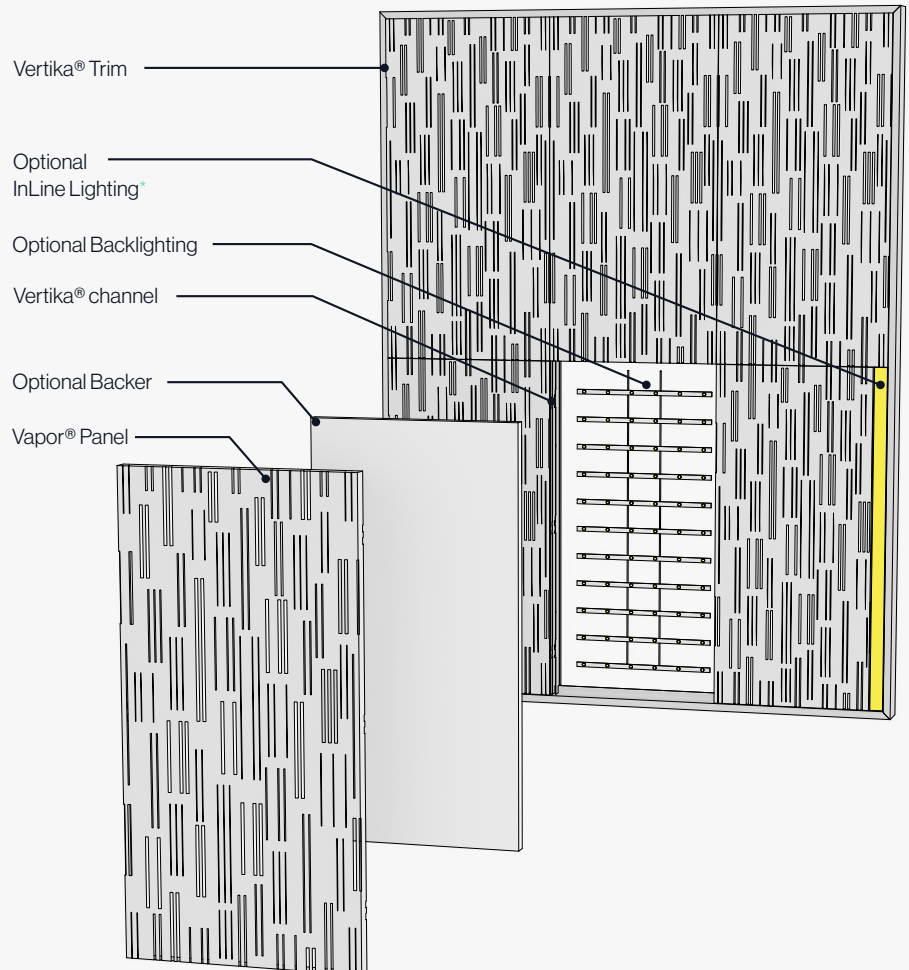 Vertika® Trim
Optional
InLine Lighting*
Optional Backlighting
Vertika® channel
Optional Backer
Vapor® Panel